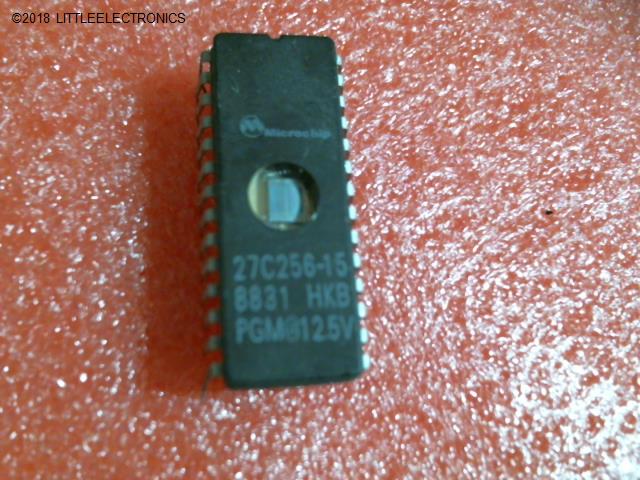 ©2018 LITTLEELECTRONICS
Microchip
27C256-15
8831 HKB
PGM@12.5V